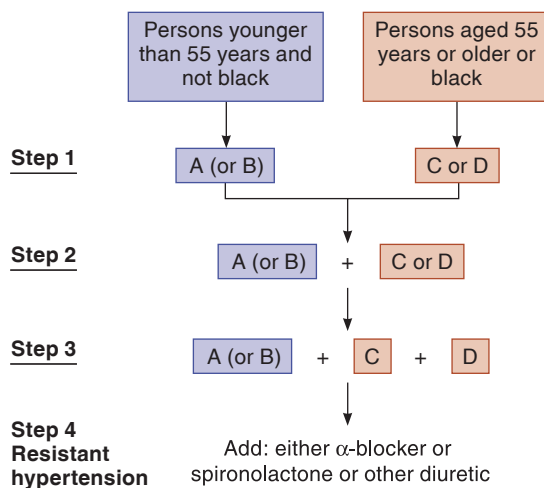 Persons younger
than 55 years and
not black
Persons aged 55
years or older or
black
Step 1
A (or B)
C or D
Step 2
A (or B) + C or D
Step 3
A (or B) + C + D
Step 4
Resistant
hypertension
Add: either α-blocker or
spironolactone or other diuretic